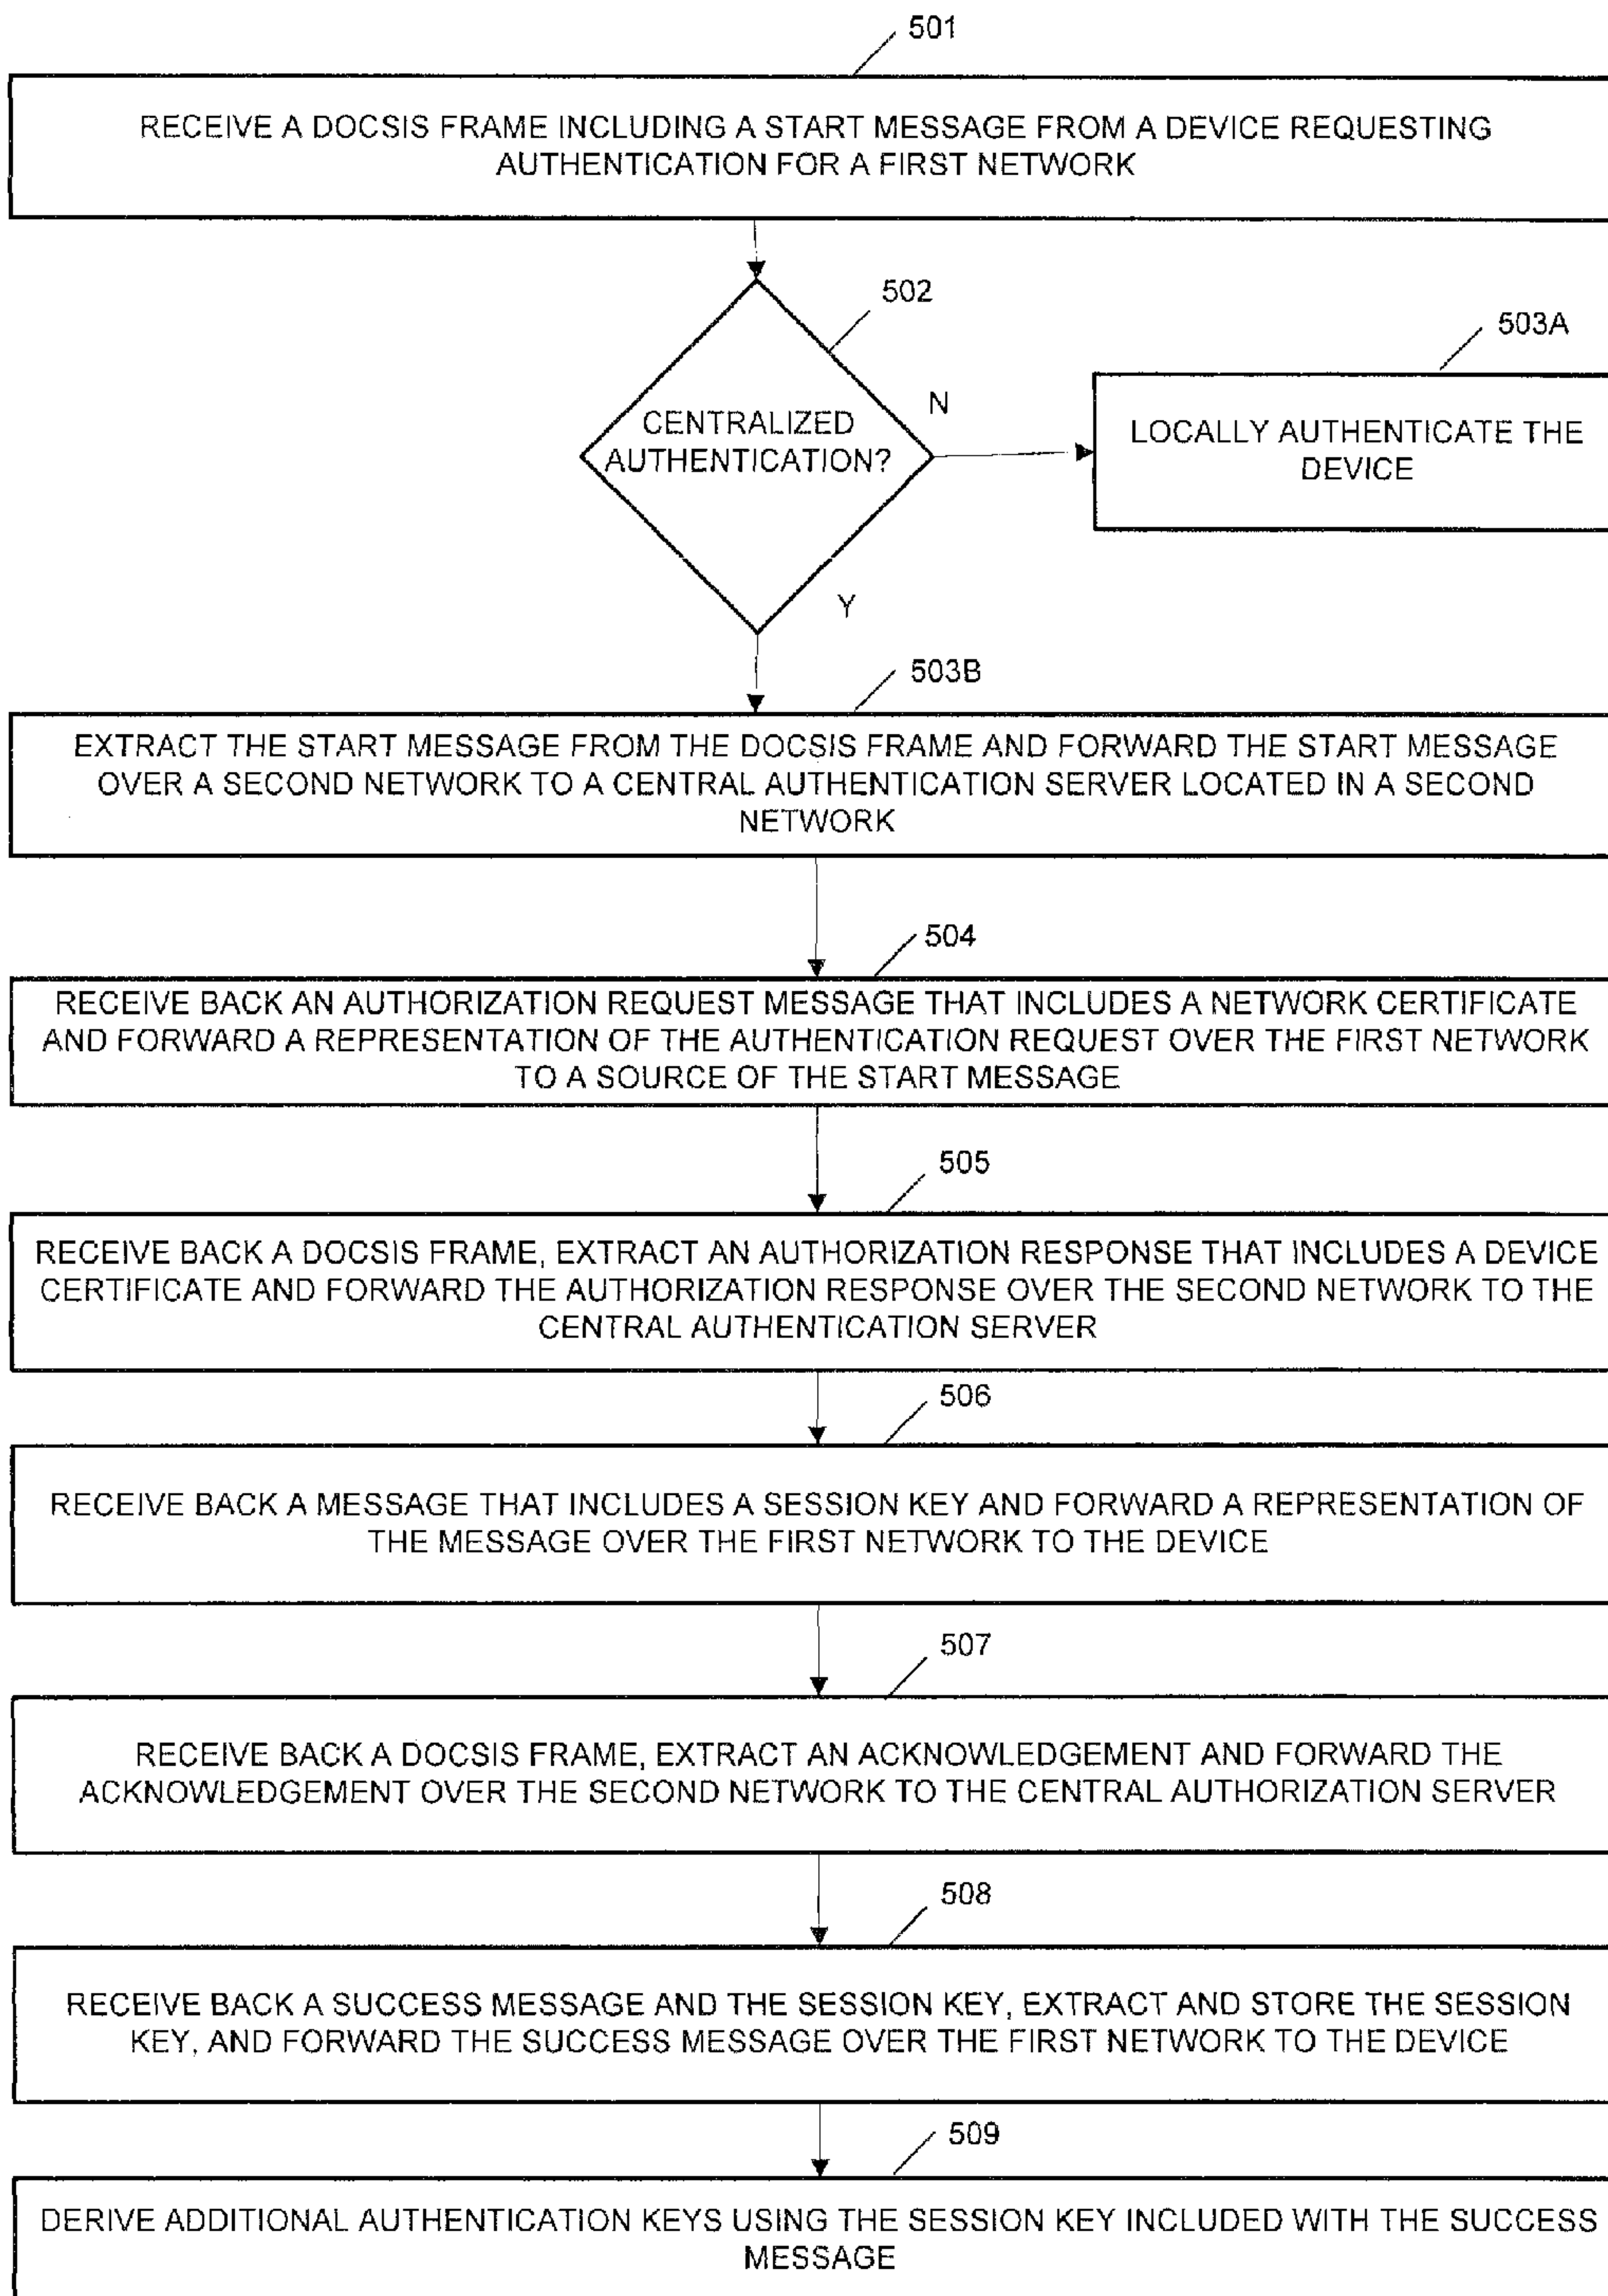 501
RECEIVE A DOCSIS FRAME INCLUDING A START MESSAGE FROM A DEVICE REQUESTING
AUTHENTICATION FOR A FIRST NETWORK
502
503A
CENTRALIZED
AUTHENTICATION?
N
LOCALLY AUTHENTICATE THE
DEVICE
Y
503B
EXTRACT THE START MESSAGE FROM THE DOCSIS FRAME AND FORWARD THE START MESSAGE
OVER A SECOND NETWORK TO A CENTRAL AUTHENTICATION SERVER LOCATED IN A SECOND
NETWORK
504
RECEIVE BACK AN AUTHORIZATION REQUEST MESSAGE THAT INCLUDES A NETWORK CERTIFICATE
AND FORWARD A REPRESENTATION OF THE AUTHENTICATION REQUEST OVER THE FIRST NETWORK
TO A SOURCE OF THE START MESSAGE
505
RECEIVE BACK A DOCSIS FRAME, EXTRACT AN AUTHORIZATION RESPONSE THAT INCLUDES A DEVICE
CERTIFICATE AND FORWARD THE AUTHORIZATION RESPONSE OVER THE SECOND NETWORK TO THE
CENTRAL AUTHENTICATION SERVER
506
RECEIVE BACK A MESSAGE THAT INCLUDES A SESSION KEY AND FORWARD A REPRESENTATION OF
THE MESSAGE OVER THE FIRST NETWORK TO THE DEVICE
507
RECEIVE BACK A DOCSIS FRAME, EXTRACT AN ACKNOWLEDGEMENT AND FORWARD THE
ACKNOWLEDGEMENT OVER THE SECOND NETWORK TO THE CENTRAL AUTHORIZATION SERVER
508
RECEIVE BACK A SUCCESS MESSAGE AND THE SESSION KEY, EXTRACT AND STORE THE SESSION
KEY, AND FORWARD THE SUCCESS MESSAGE OVER THE FIRST NETWORK TO THE DEVICE
509
DERIVE ADDITIONAL AUTHENTICATION KEYS USING THE SESSION KEY INCLUDED WITH THE SUCCESS
MESSAGE